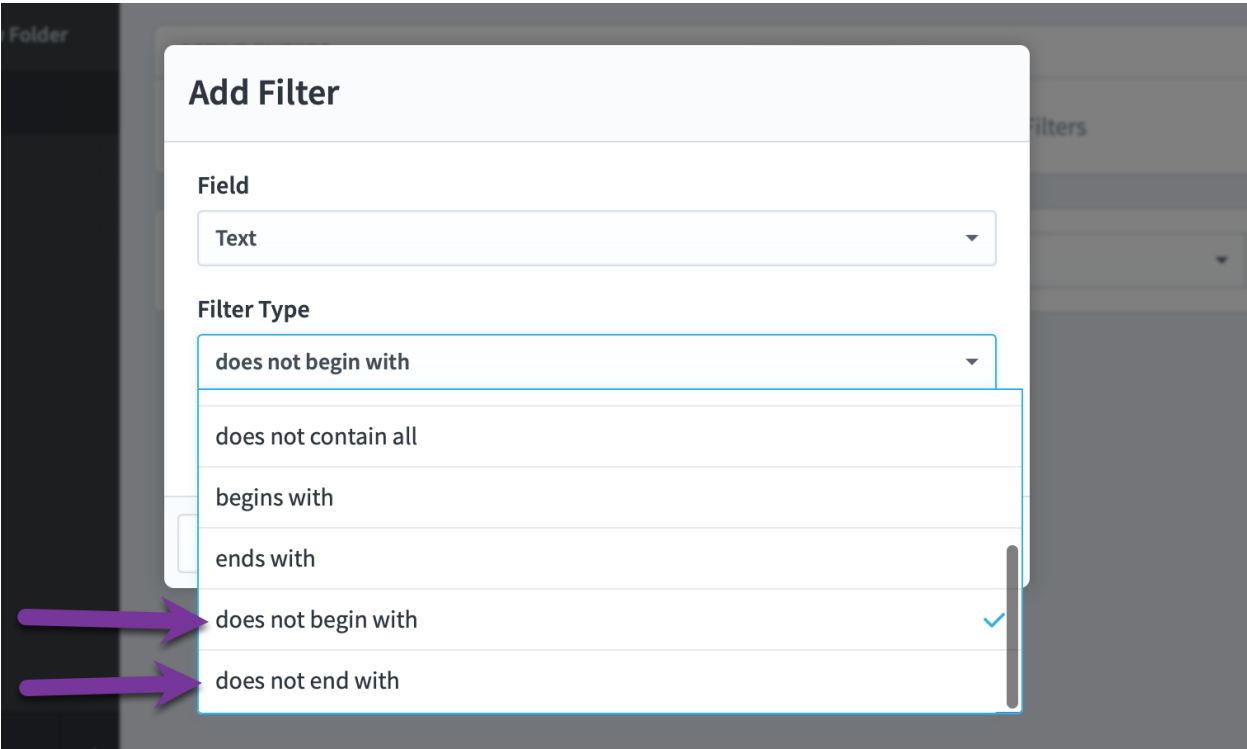 Folder
Add Filter
Filters
Field
Text
Filter Type
does not begin with
does not contain all
begins with
ends with
does not begin with
does not end with